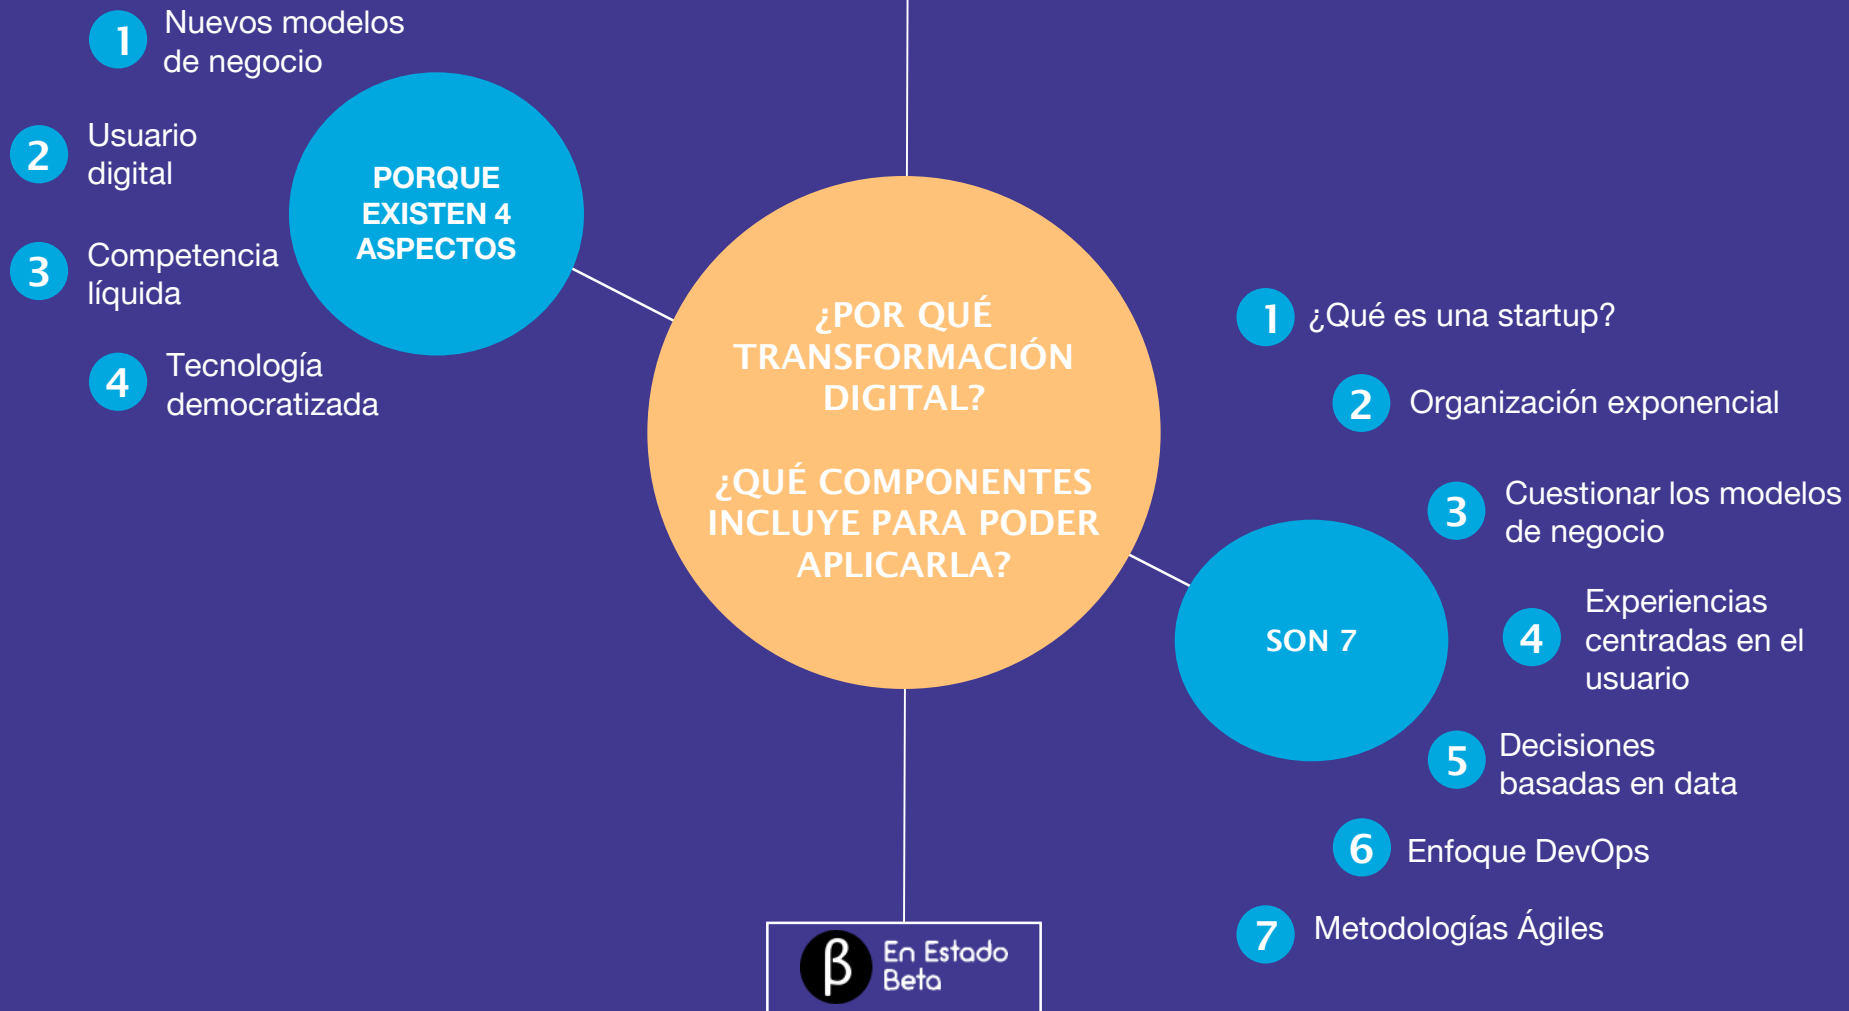 1 Nuevos modelos
de negocio
2 Usuario
digital
3 Competencia
líquida
4 Tecnología
democratizada
PORQUE
EXISTEN 4
ASPECTOS
¿POR QUÉ
TRANSFORMACIÓN
DIGITAL?
¿QUÉ COMPONENTES
INCLUYE PARA PODER
APLICARLA?
SON 7
1 ¿Qué es una startup?
2 Organización exponencial
3 Cuestionar los modelos
de negocio
4 Experiencias
centradas en el
usuario
5 Decisiones
basadas en data
6 Enfoque DevOps
7 Metodologías Ágiles
β En Estado
Beta